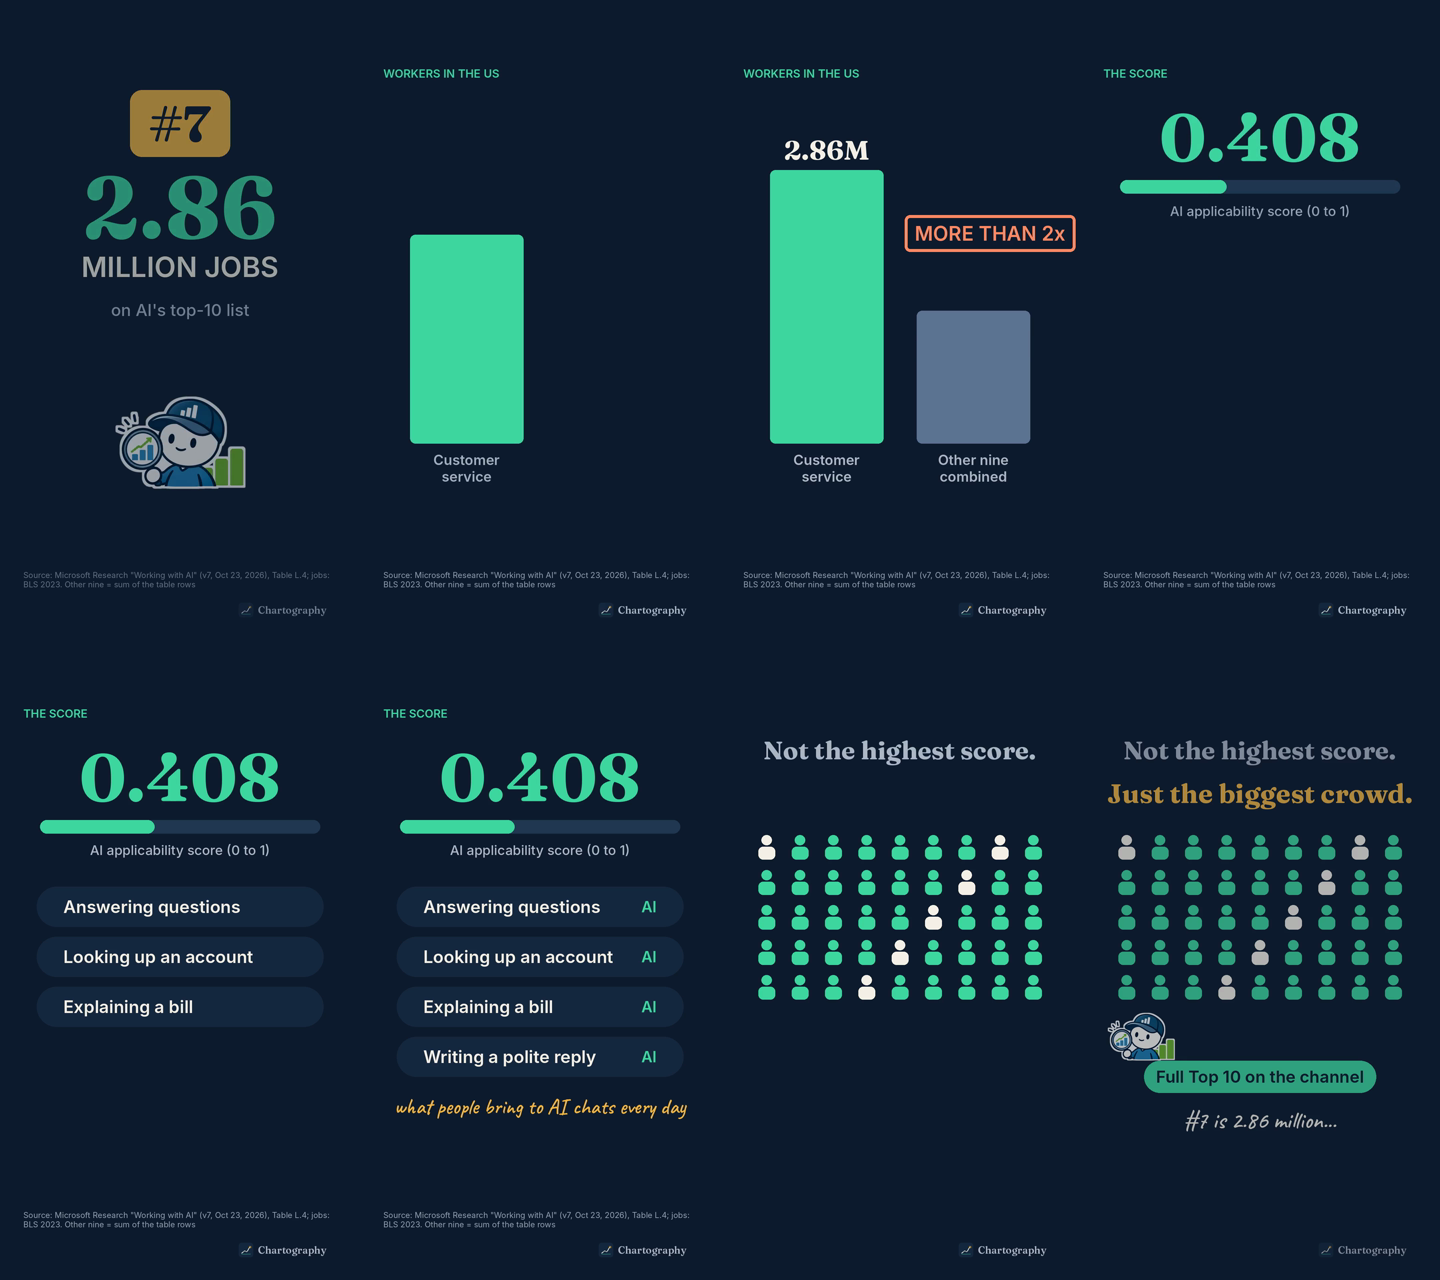 #7
2.86
MILLION JOBS
on AI's top-10 list
Source: Microsoft Research "Working with AI" (v7, Oct 23, 2026), Table L.4; jobs:
BLS 2023. Other nine = sum of the table rows
Chartography
WORKERS IN THE US
Customer
service
Source: Microsoft Research "Working with AI" (v7, Oct 23, 2026), Table L.4; jobs:
BLS 2023. Other nine = sum of the table rows
Chartography
WORKERS IN THE US
2.86M
MORE THAN 2x
Customer
service
Other nine
combined
Source: Microsoft Research "Working with AI" (v7, Oct 23, 2026), Table L.4; jobs:
BLS 2023. Other nine = sum of the table rows
Chartography
THE SCORE
0.408
AI applicability score (0 to 1)
Source: Microsoft Research "Working with AI" (v7, Oct 23, 2026), Table L.4; jobs:
BLS 2023. Other nine = sum of the table rows
Chartography
THE SCORE
0.408
AI applicability score (0 to 1)
Answering questions
Looking up an account
Explaining a bill
Source: Microsoft Research "Working with AI" (v7, Oct 23, 2026), Table L.4; jobs:
BLS 2023. Other nine = sum of the table rows
Chartography
THE SCORE
0.408
AI applicability score (0 to 1)
Answering questions AI
Looking up an account AI
Explaining a bill AI
Writing a polite reply AI
what people bring to AI chats every day
Source: Microsoft Research "Working with AI" (v7, Oct 23, 2026), Table L.4; jobs:
BLS 2023. Other nine = sum of the table rows
Chartography
Not the highest score.
Chartography
Not the highest score.
Just the biggest crowd.
Full Top 10 on the channel
#7 is 2.86 million...
Chartography